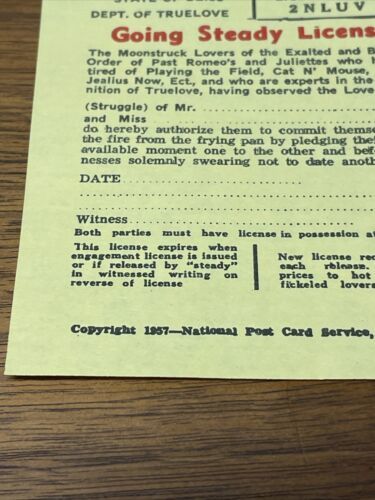 DEPT. OF TRUELOVE
2NLUV
Going Steady Licens
The Moonstruck Lovers of the Exalted and B
Order of Past Romeo's and Juliettes who h
tired of Playing the Field, Cat N' Mouse,
Jealius Now, Ect., and who are experts in the
nition of Truelove, having observed the Love
(Struggle) of Mr.
and Miss
do hereby authorize them to commit themse
the fire from the frying pan by pledging thei
available moment one to the other and bef
nesses solemnly swearing not to date anoth
DATE
Witness
Both parties must have license in possession at
This license expires when
engagement license is issued
or if released by "steady"
in witnessed writing on
reverse of license
New license req
each release.
prices to hot
fickeled lovers
Copyright 1957—National Post Card Service,